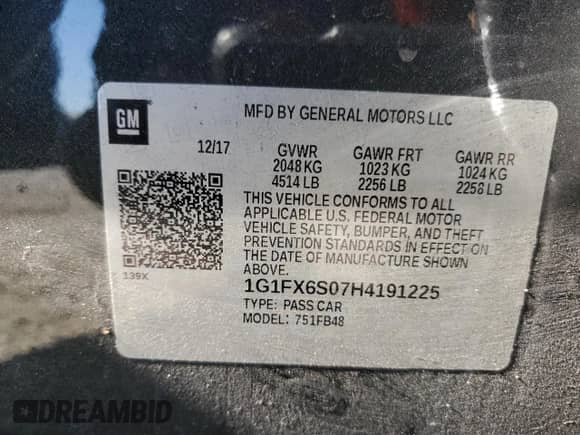 GM
MFD BY GENERAL MOTORS LLC
12/17 GVWR GAWR FRT GAWR RR
2048 KG 1023 KG 1024 KG
4514 LB 2256 LB 2258 LB
THIS VEHICLE CONFORMS TO ALL
APPLICABLE U.S. FEDERAL MOTOR
VEHICLE SAFETY, BUMPER, AND THEFT
PREVENTION STANDARDS IN EFFECT ON
THE DATE OF MANUFACTURE SHOWN
ABOVE.
139X
1G1FX6S07H4191225
TYPE: PASS CAR
MODEL: 751FB48
DREAMBID